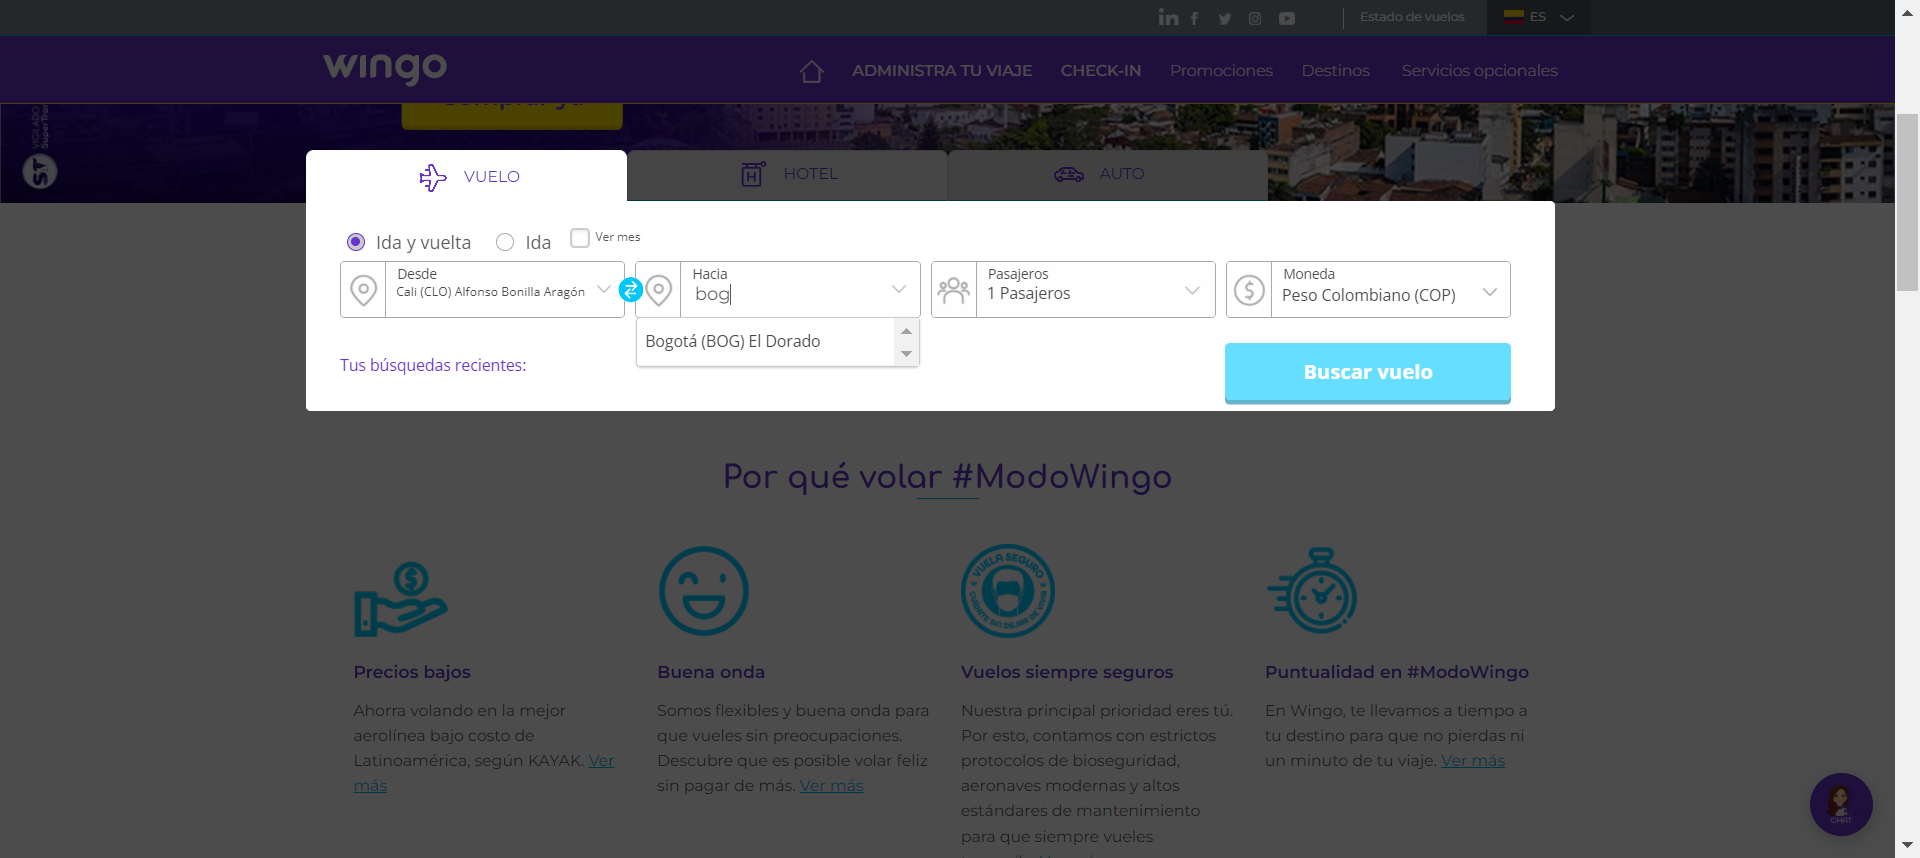 Estado de vuelos
ES
wingo
ADMINISTRA TU VIAJE
CHECK-IN
Promociones
Destinos
Servicios opcionales
VIGILADO
VUELO
HOTEL
AUTO
Ida y vuelta
Ida
Ver mes
Desde
Cali (CLO) Alfonso Bonilla Aragón
Hacia
bog
Pasajeros
1 Pasajeros
Moneda
Peso Colombiano (COP)
Bogotá (BOG) El Dorado
Tus búsquedas recientes:
Buscar vuelo
Por qué volar #ModoWingo
VUELA SEGURO
CUÍDATE SIN DEJAR DE VIVIR
Precios bajos
Ahorra volando en la mejor
aerolínea bajo costo de
Latinoamérica, según KAYAK. Ver
más
Buena onda
Somos flexibles y buena onda para
que vueles sin preocupaciones.
Descubre que es posible volar feliz
sin pagar de más. Ver más
Vuelos siempre seguros
Nuestra principal prioridad eres tú.
Por esto, contamos con estrictos
protocolos de bioseguridad,
aeronaves modernas y altos
estándares de mantenimiento
para que siempre vueles
Puntualidad en #ModoWingo
En Wingo, te llevamos a tiempo a
tu destino para que no pierdas ni
un minuto de tu viaje. Ver más
CHAT